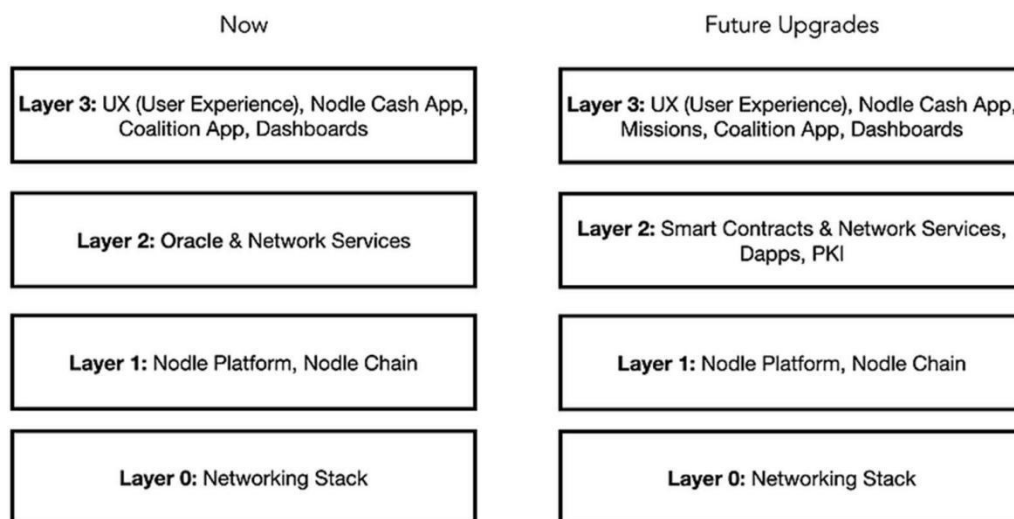 Now
Layer 3: UX (User Experience), Nodle Cash App,
Coalition App, Dashboards
Layer 2: Oracle & Network Services
Layer 1: Nodle Platform, Nodle Chain
Layer 0: Networking Stack
Future Upgrades
Layer 3: UX (User Experience), Nodle Cash App,
Missions, Coalition App, Dashboards
Layer 2: Smart Contracts & Network Services,
Dapps, PKI
Layer 1: Nodle Platform, Nodle Chain
Layer 0: Networking Stack